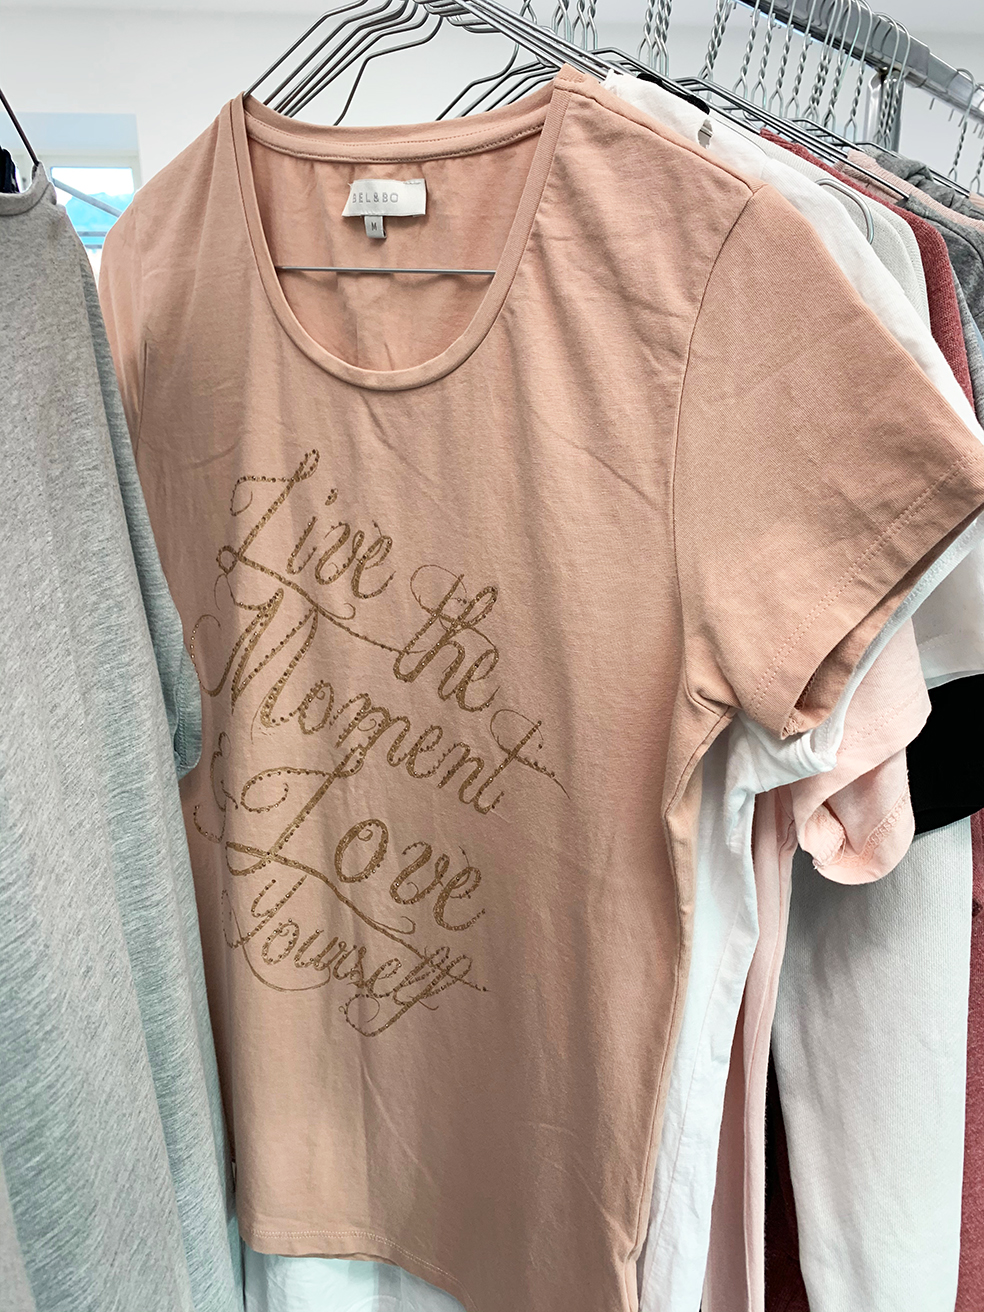 BEL&BO
M
Live
the
Moment
& Love
Yourself